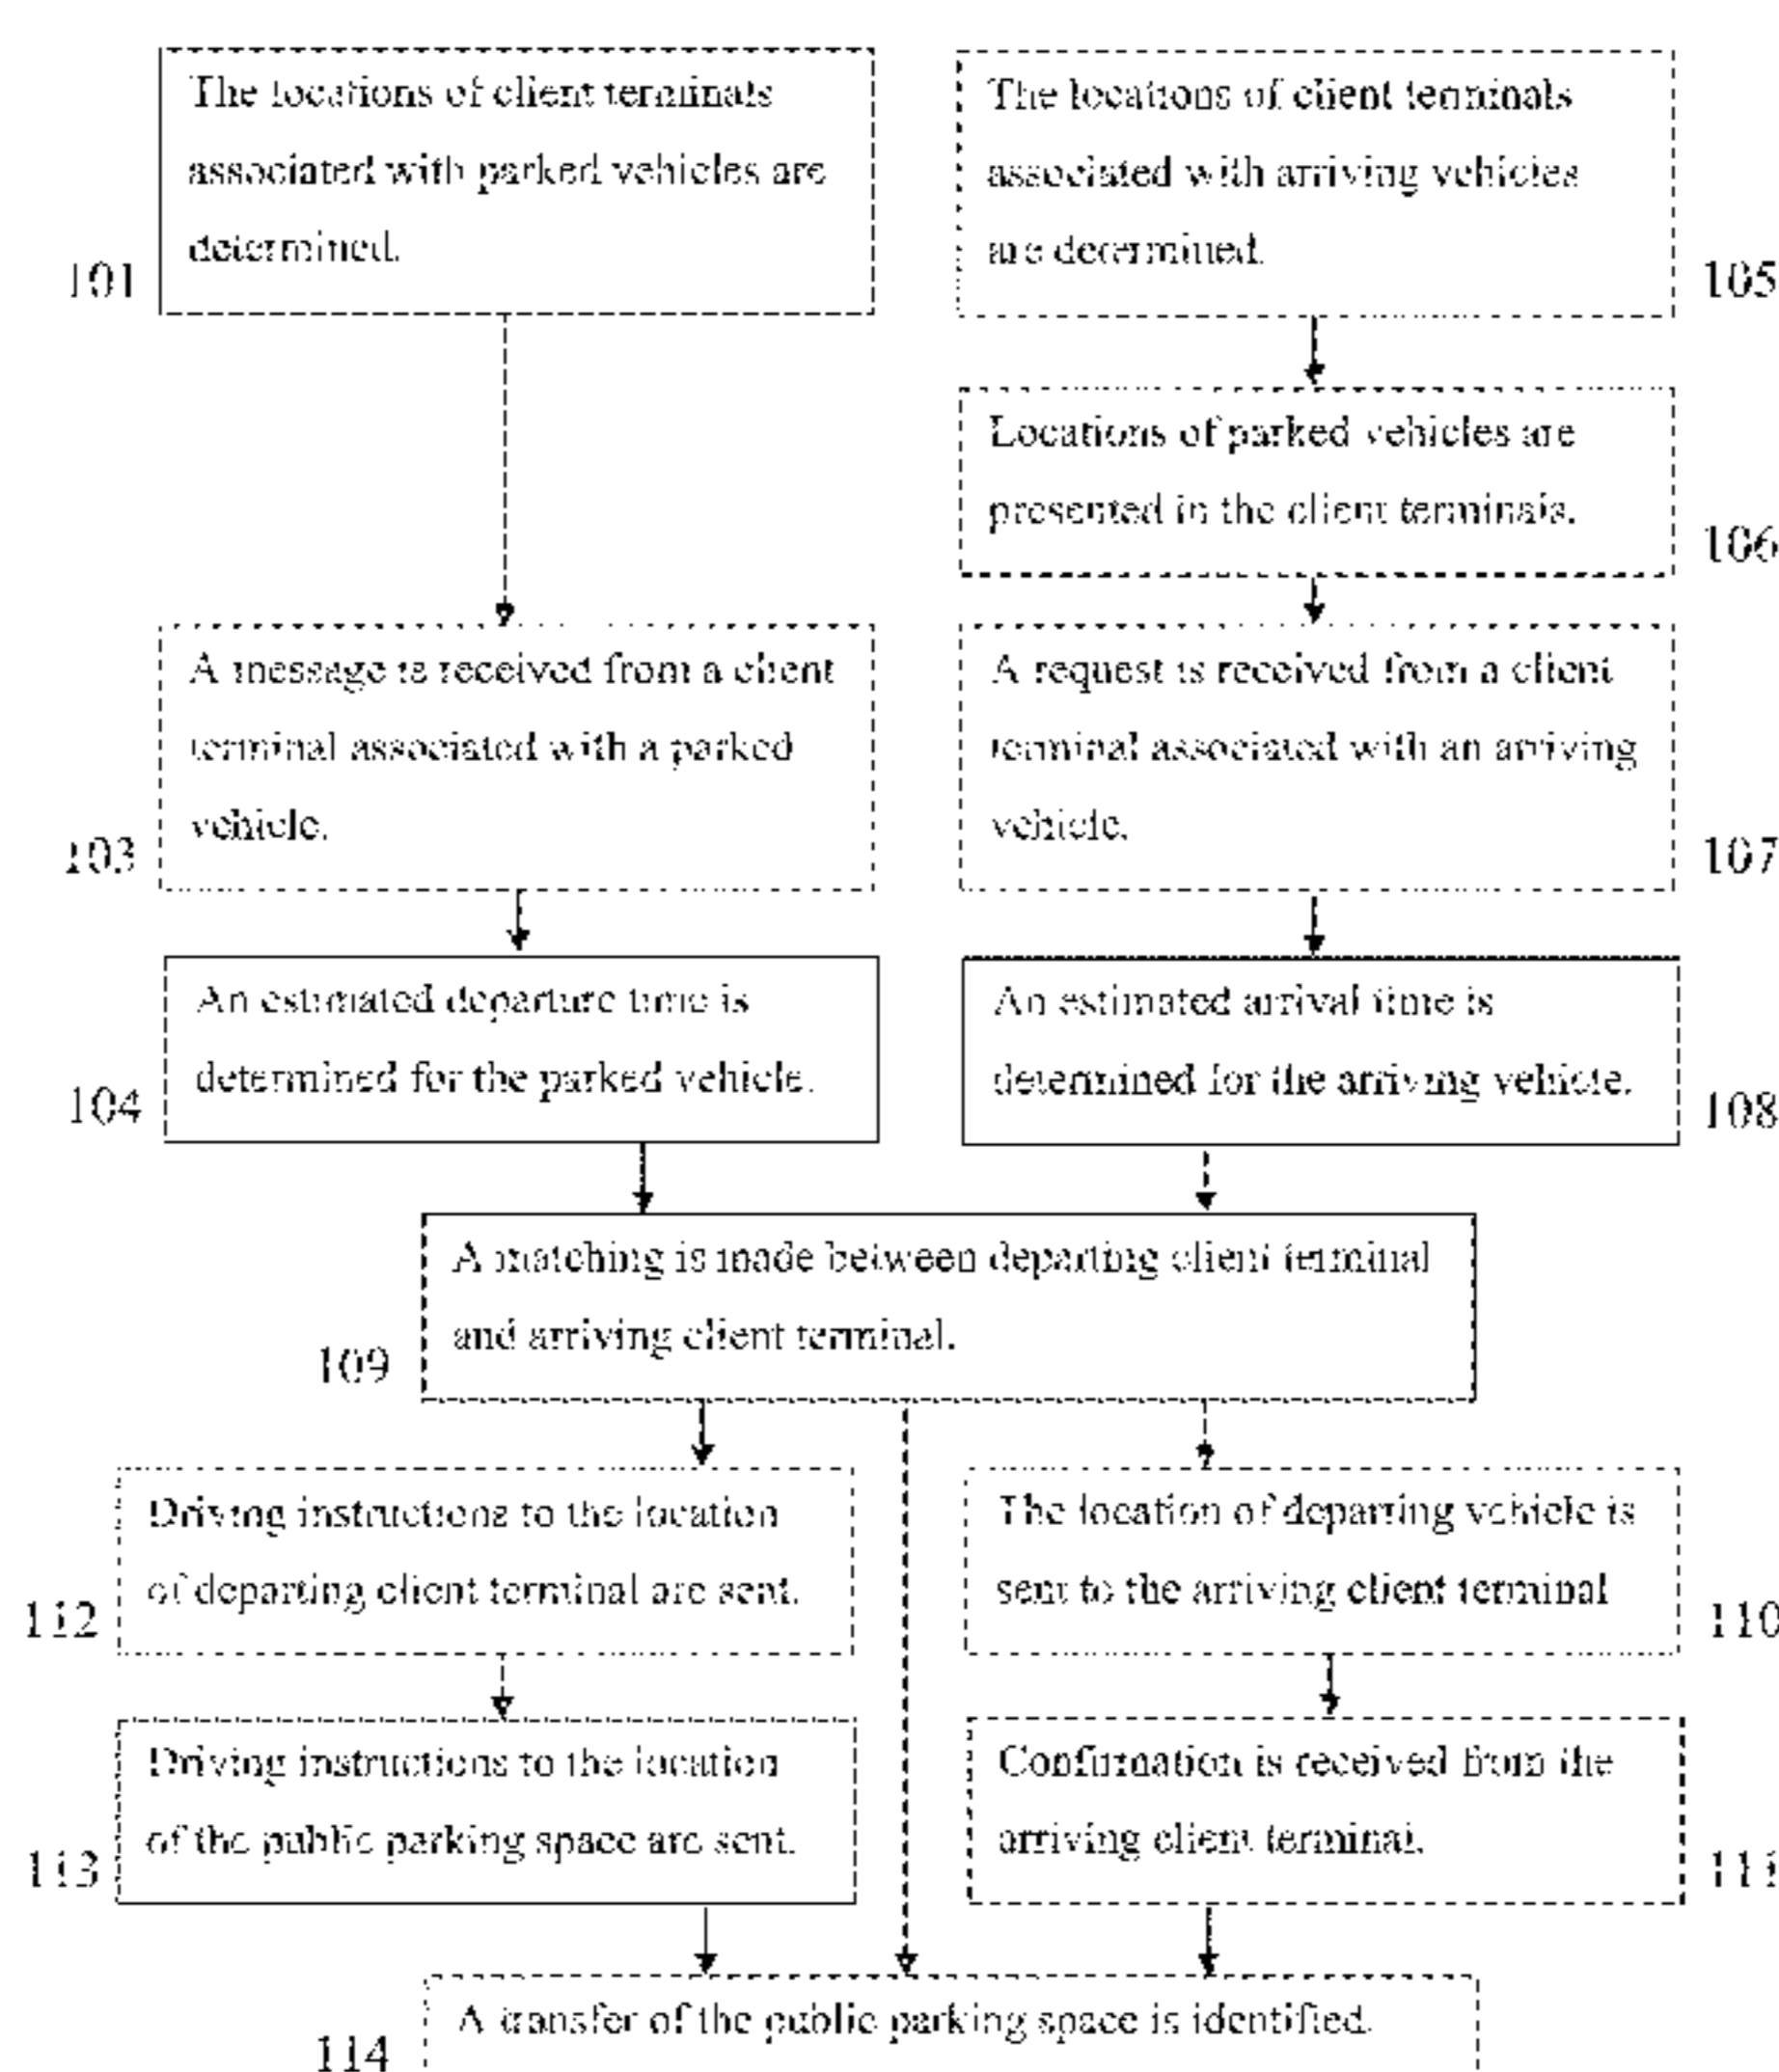 The locations of client terminals
associated with parked vehicles are
determined.
101
The locations of client terminals
associated with arriving vehicles
are determined.
105
Locations of parked vehicles are
presented in the client terminals.
106
A message is received from a client
terminal associated with a parked
vehicle.
103
A request is received from a client
terminal associated with an arriving
vehicle.
107
An estimated departure time is
determined for the parked vehicle.
104
An estimated arrival time is
determined for the arriving vehicle.
108
A matching is made between departing client terminal
and arriving client terminal.
109
Driving instructions to the location
of departing client terminal are sent.
112
The location of departing vehicle is
sent to the arriving client terminal
110
Driving instructions to the location
of the public parking space are sent.
113
Confirmation is received from the
arriving client terminal.
111
A transfer of the public parking space is identified.
114